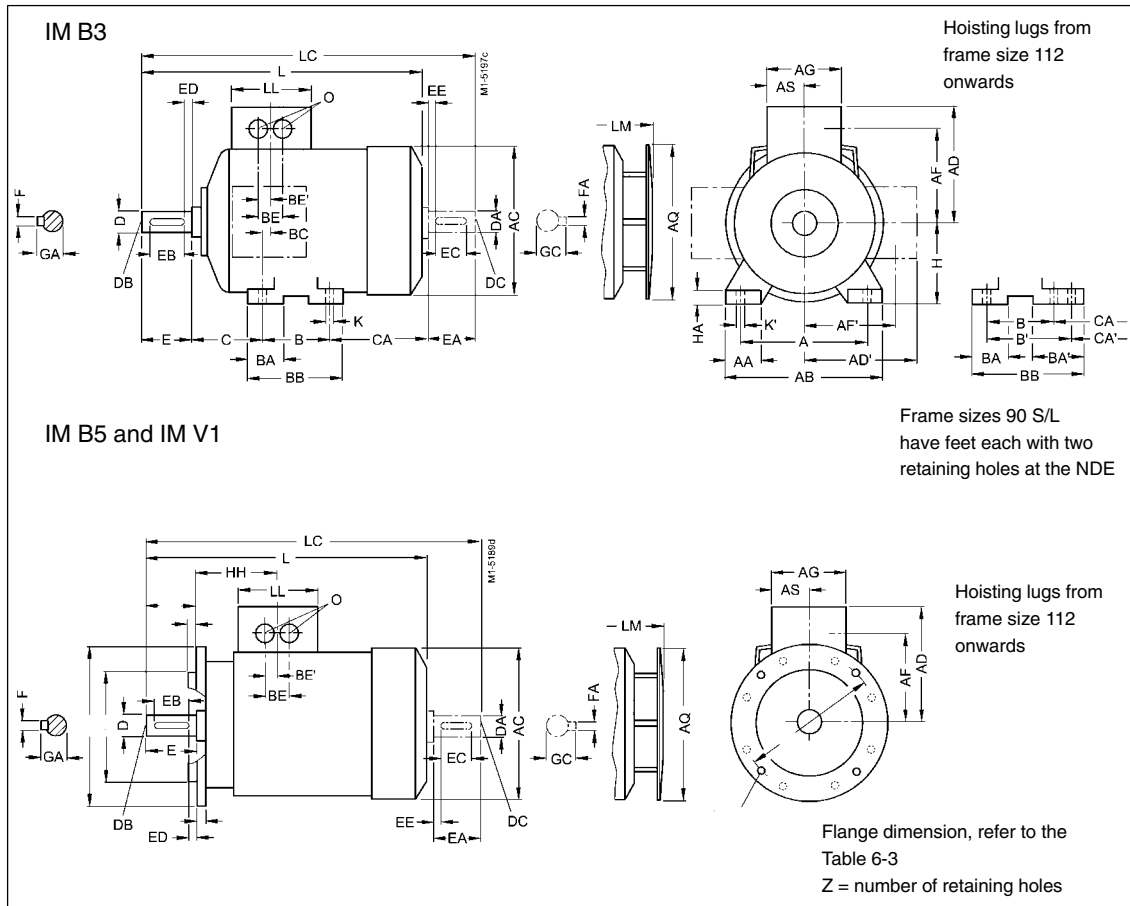 IM B3
Hoisting lugs from
frame size 112
onwards
LC
L
M1-5197c
ED
LL
O
EE
F
D
GA
EB
DB
BE'
BE
BC
AC
DA
EC
DC
K
E
C
B
CA
EA
BA
BB
FA
GC
LM
AQ
AG
AS
AD
AF
H
HA
K'
AF'
A
AA
AD'
AB
B
CA
B'
CA'
BA
BA'
BB
Frame sizes 90 S/L
have feet each with two
retaining holes at the NDE
IM B5 and IM V1
LC
L
M1-5189d
HH
LL
O
F
D
GA
EB
E
DB
ED
BE'
BE
AC
DA
EC
EE
EA
DC
FA
GC
LM
AQ
AG
AS
AD
AF
Hoisting lugs from
frame size 112
onwards
Flange dimension, refer to the
Table 6-3
Z = number of retaining holes